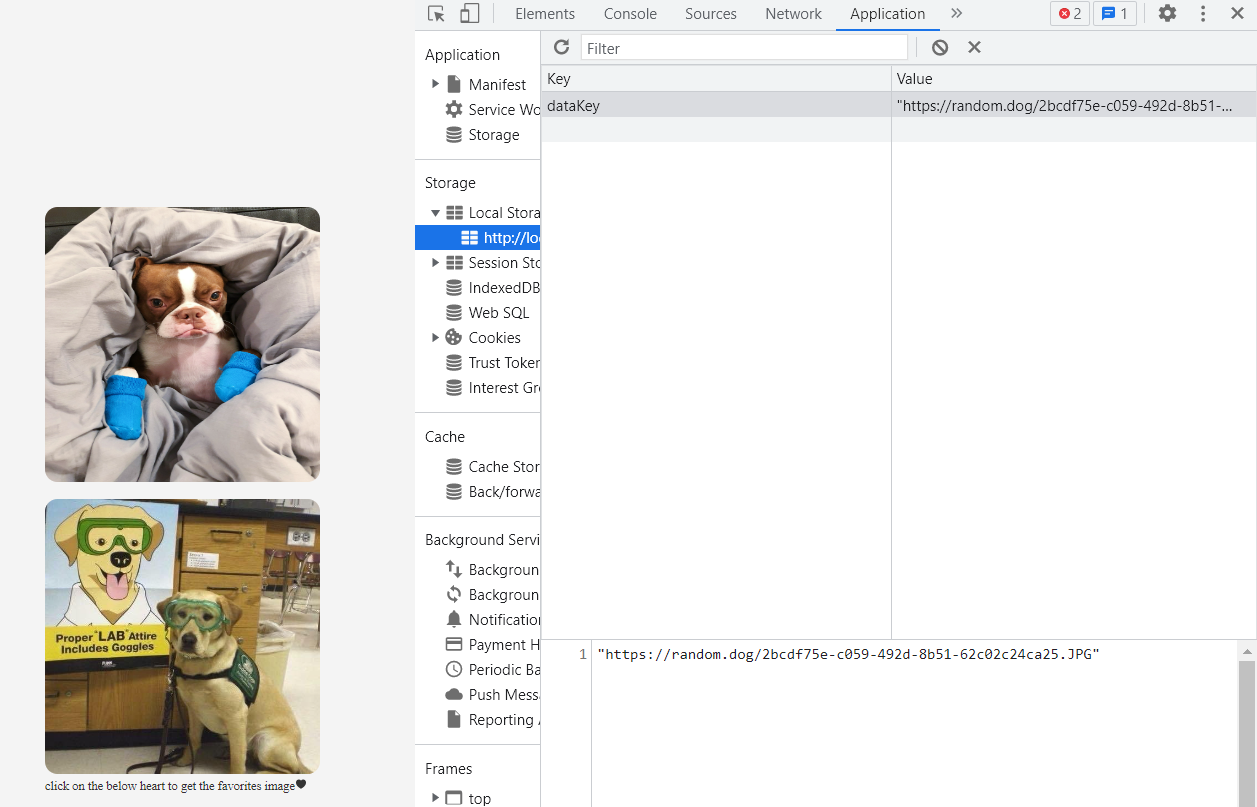 Elements Console Sources Network Application 2 1
Application
Manifest
Service Wo
Storage
Storage
Local Stora
http://lo
Session Sto
IndexedDB
Web SQL
Cookies
Trust Token
Interest Gr
Cache
Cache Stor
Back/forwa
Background Servi
Backgroun
Backgroun
Notification
Payment H
Periodic Ba
Push Mess
Reporting A
Frames
top
Filter
Key Value
dataKey "https://random.dog/2bcdf75e-c059-492d-8b51-...
1 "https://random.dog/2bcdf75e-c059-492d-8b51-62c02c24ca25.JPG"
Proper "LAB" Attire
Includes Goggles
click on the below heart to get the favorites image